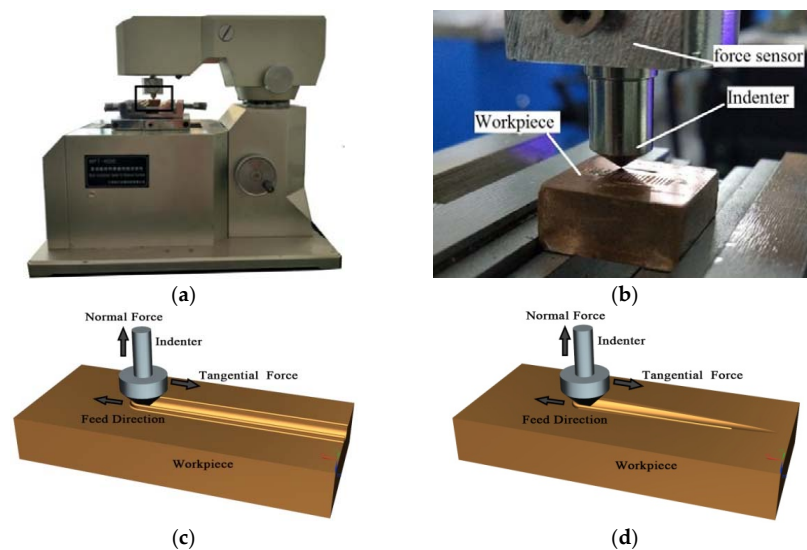 force sensor
Indenter
Workpiece
(a)
(b)
Normal Force
Indenter
Tangential Force
Feed Direction
Workpiece
(c)
Normal Force
Indenter
Tangential Force
Feed Direction
Workpiece
(d)